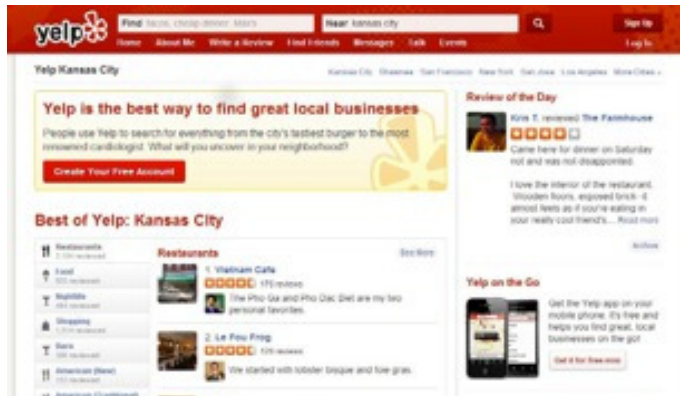 yelp
Find tacos, cheap dinner, Max's
Near kansas city
Sign Up
Home About Me Write a Review Find Friends Messages Talk Events
Log In
Yelp Kansas City
Kansas City Shawnee San Francisco New York San Jose Los Angeles More Cities »
Yelp is the best way to find great local businesses
People use Yelp to search for everything from the city's tastiest burger to the most
renowned cardiologist. What will you uncover in your neighborhood?
Create Your Free Account
Review of the Day
Kris T. reviewed The Farmhouse
Came here for dinner on Saturday
not and was not disappointed.
I love the interior of the restaurant.
Wooden floors, exposed brick -it
almost feels as if you're eating in
your really cool friend's... Read more
Archive
Best of Yelp: Kansas City
Restaurants
reviewed
Food
reviewed
Nightlife
reviewed
Shopping
reviewed
Bars
reviewed
American (New)
reviewed
American (Traditional)
Restaurants
See More
1. Vietnam Cafe
175 reviews
The Pho Ga and Pho Dac Biet are my two
personal favorites.
2. Le Fou Frog
reviews
We started with lobster bisque and foie gras.
Yelp on the Go
Get the Yelp app on your
mobile phone. It's free and
helps you find great, local
businesses on the go!
Get it for free now